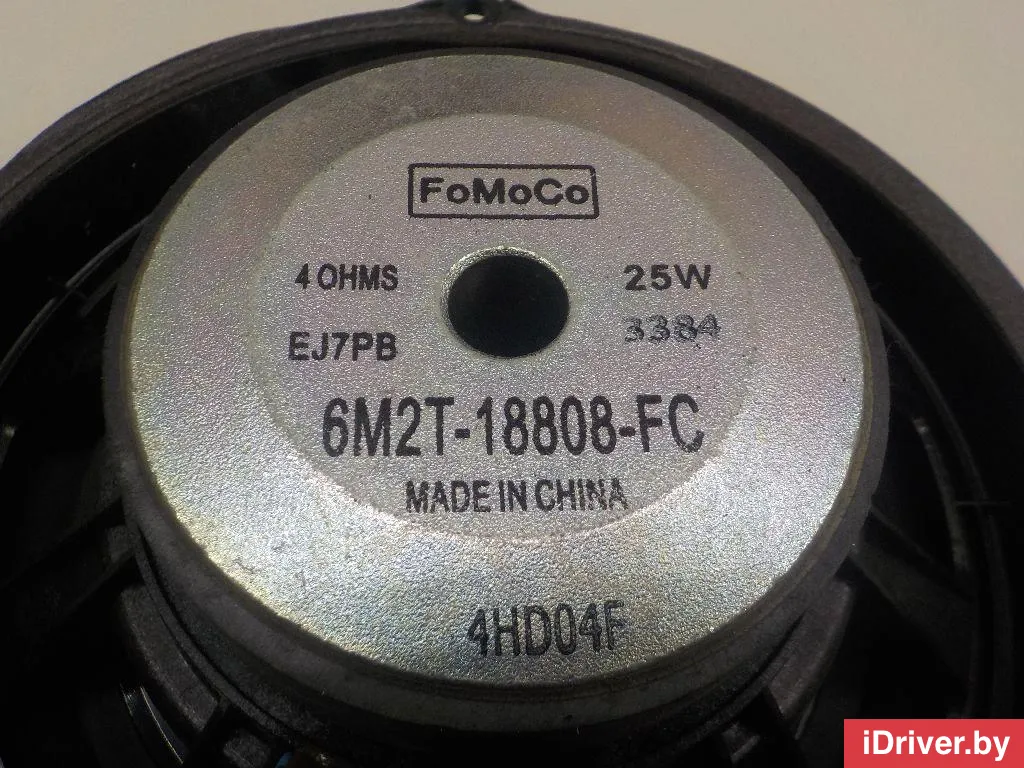 FoMoCo
4 OHMS 25W
EJ7PB 3384
6M2T-18808-FC
MADE IN CHINA
4HD04F
iDriver.by